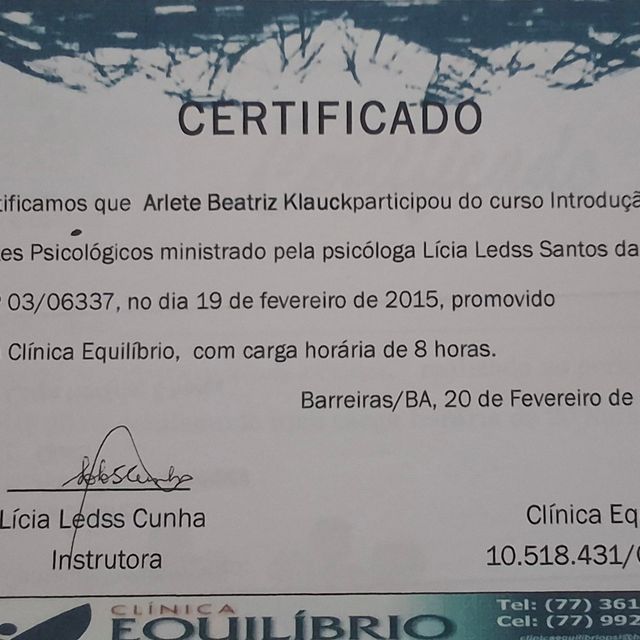 CERTIFICADO
tificamos que Arlete Beatriz Klauckparticipou do curso Introduçã
es Psicológicos ministrado pela psicóloga Lícia Ledss Santos da
03/06337, no dia 19 de fevereiro de 2015, promovido
Clínica Equilíbrio, com carga horária de 8 horas.
Barreiras/BA, 20 de Fevereiro de
Lícia Ledss Cunha
Instrutora
Clínica Eq
10.518.431/
CLÍNICA
EQUILÍBRIO
Tel: (77) 361
Cel: (77) 992